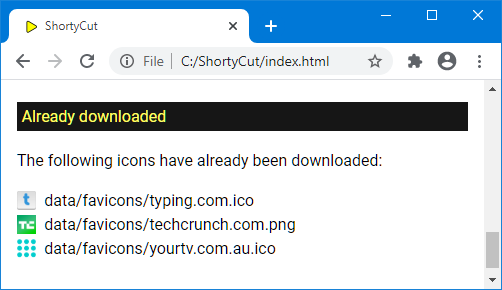 ShortyCut
File
C:/ShortyCut/index.html
Already downloaded
The following icons have already been downloaded:
t data/favicons/typing.com.ico
TC data/favicons/techcrunch.com.png
data/favicons/yourtv.com.au.ico